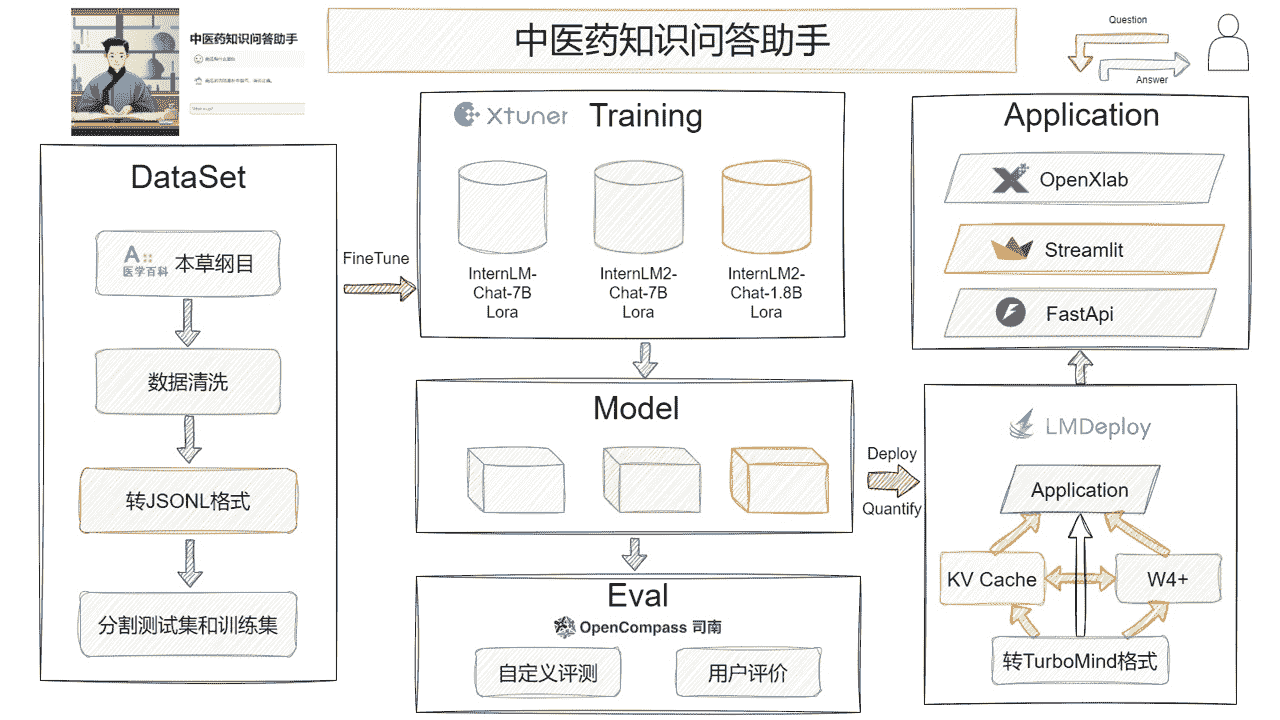 中医药知识问答助手
中医药知识问答助手
Question
Answer
DataSet
A::
医学百科
本草纲目
数据清洗
转JSONL格式
分割测试集和训练集
FineTune
Xtuner
Training
InternLM-
Chat-7B
Lora
InternLM2-
Chat-7B
Lora
InternLM2-
Chat-1.8B
Lora
Model
Deploy
Quantify
Eval
OpenCompass 司南
自定义评测
用户评价
Application
OpenXlab
Streamlit
FastApi
LMDeploy
Application
KV Cache
W4+
转TurboMind格式